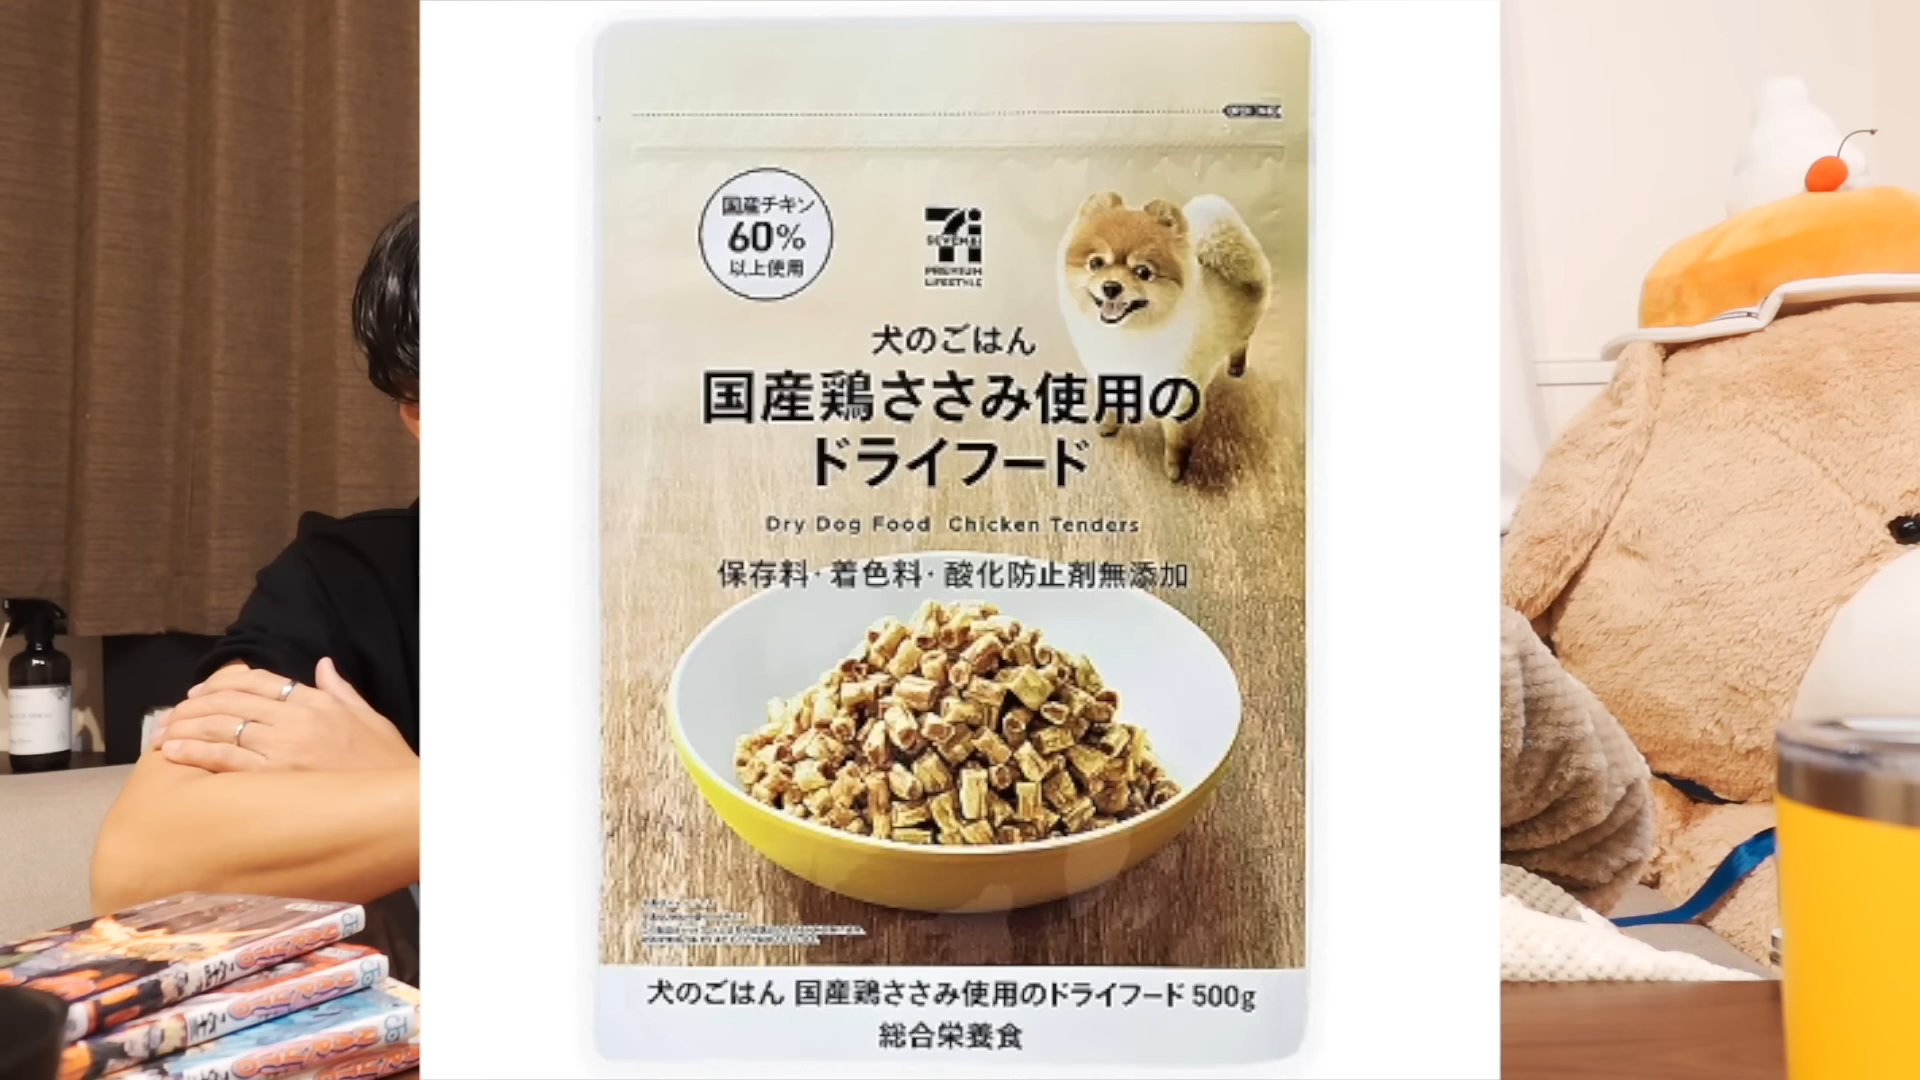 国産チキン
60%
以上使用
SEVEN&i
PREMIUM
LIFESTYLE
犬のごはん
国産鶏ささみ使用の
ドライフード
Dry Dog Food Chicken Tenders
保存料・着色料・酸化防止剤無添加
犬のごはん 国産鶏ささみ使用のドライフード 500g
総合栄養食